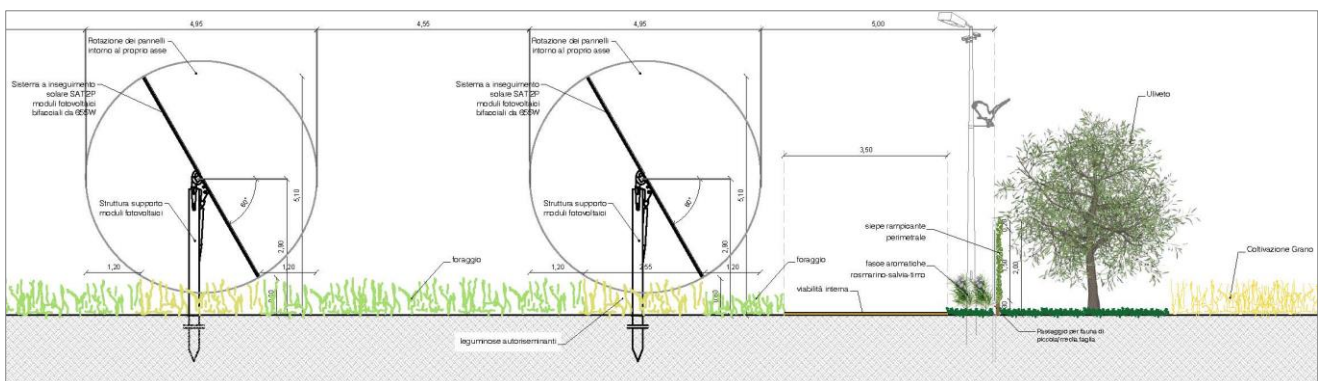 4,95
4,55
4,95
5,00
Rotazione dei pannelli
intorno al proprio asse
Sistema a inseguimento
solare SAT 2P
moduli fotovoltaici
bifacciali da 655W
Struttura supporto
moduli fotovoltaici
60°
5,10
2,90
1,20
1,20
foraggio
Rotazione dei pannelli
intorno al proprio asse
Sistema a inseguimento
solare SAT 2P
moduli fotovoltaici
bifacciali da 655W
Struttura supporto
moduli fotovoltaici
60°
5,10
2,90
1,20
2,55
1,20
foraggio
leguminose autoriseminanti
3,50
viabilità interna
siepe rampicante
perimetrale
fasce aromatiche
rosmarino-salvia-timo
2,00
Uliveto
Coltivazione Grano
Passaggio per fauna di
piccola/media taglia